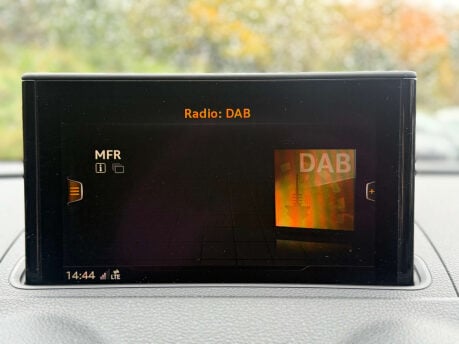 Radio: DAB
MFR
DAB
14:44 LTE